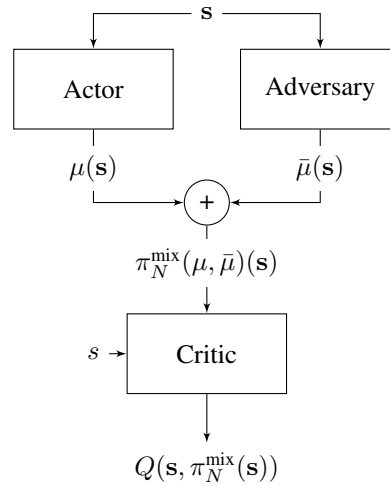 s
Actor Adversary
μ(s) μ̄(s)
+
π_N^mix(μ, μ̄)(s)
s Critic
Q(s, π_N^mix(s))